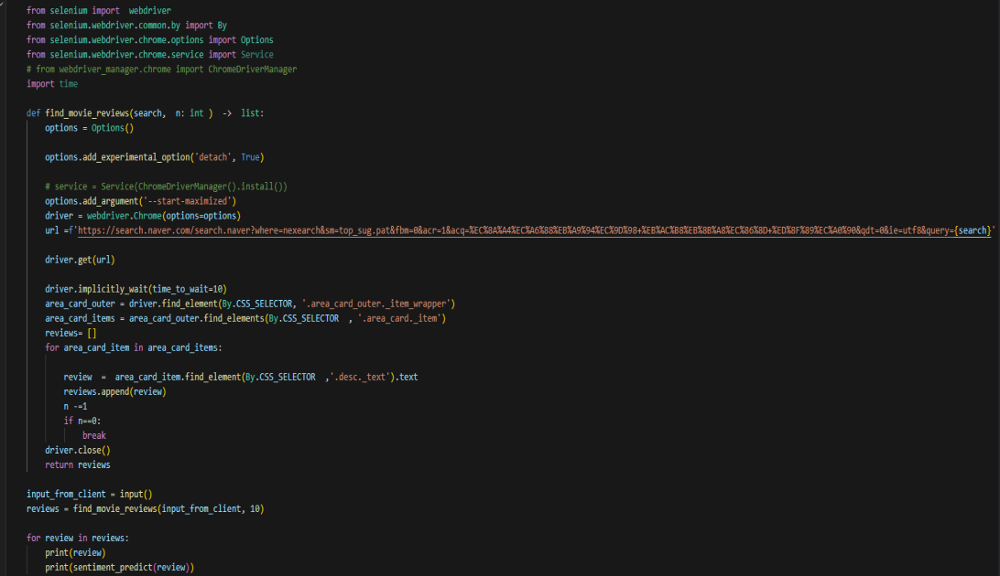 from selenium import  webdriver
from selenium.webdriver.common.by import By
from selenium.webdriver.chrome.options import Options
from selenium.webdriver.chrome.service import Service
# from webdriver_manager.chrome import ChromeDriverManager
import time
def find_movie_reviews(search,  n: int )  ->  list:
options = Options()
options.add_experimental_option('detach', True)
# service = Service(ChromeDriverManager().install())
options.add_argument('--start-maximized')
driver = webdriver.Chrome(options=options)
url =f'https://search.naver.com/search.naver?where=nexearch&sm=top_sug.pat&fbm=0&acr=1&acq=%EC%8A%A4%EC%A6%88%EB%A9%94%EC%9D%98+%EB%AC%B8%EB%8B%A8%EC%86%8D+%ED%8F%89%EC%A0%90&qdt=0&ie=utf8&query={search}'
driver.get(url)
driver.implicitly_wait(time_to_wait=10)
area_card_outer = driver.find_element(By.CSS_SELECTOR, '.area_card_outer._item_wrapper')
area_card_items = area_card_outer.find_elements(By.CSS_SELECTOR  , '.area_card._item')
reviews= []
for area_card_item in area_card_items:
review  =  area_card_item.find_element(By.CSS_SELECTOR  ,'.desc._text').text
reviews.append(review)
n -=1
if n==0:
break
driver.close()
return reviews
input_from_client = input()
reviews = find_movie_reviews(input_from_client, 10)
for review in reviews:
print(review)
print(sentiment_predict(review))